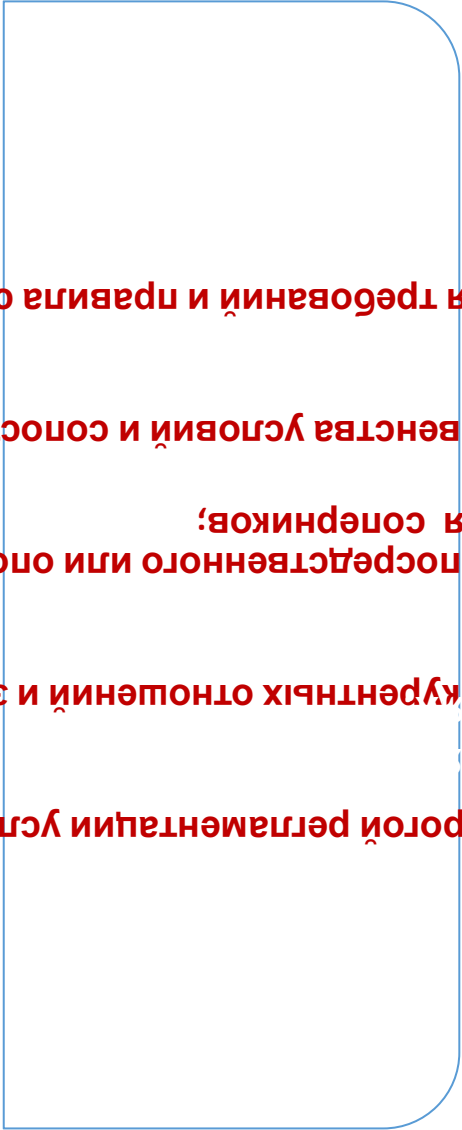 рогой регламентации усл
курентных отношений и з
посредственного или опо
я соперников;
венства условий и сопос
я требований и правила о